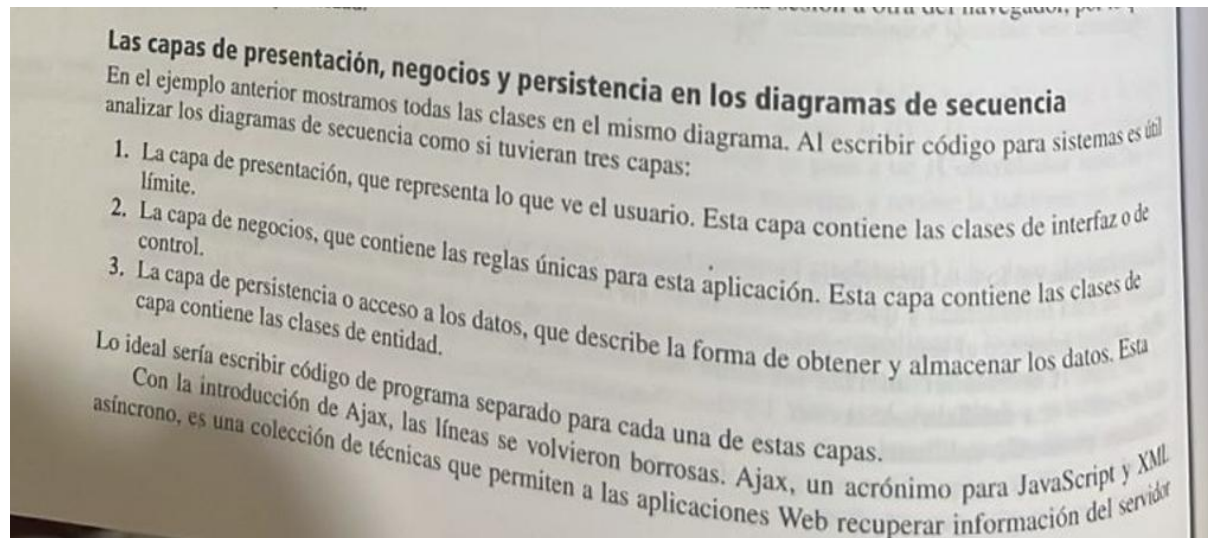 otra del navegador,
Las capas de presentación, negocios y persistencia en los diagramas de secuencia
En el ejemplo anterior mostramos todas las clases en el mismo diagrama. Al escribir código para sistemas es útil
analizar los diagramas de secuencia como si tuvieran tres capas:
1. La capa de presentación, que representa lo que ve el usuario. Esta capa contiene las clases de interfaz o de
límite.
2. La capa de negocios, que contiene las reglas únicas para esta aplicación. Esta capa contiene las clases de
control.
3. La capa de persistencia o acceso a los datos, que describe la forma de obtener y almacenar los datos. Esta
capa contiene las clases de entidad.
Lo ideal sería escribir código de programa separado para cada una de estas capas.
Con la introducción de Ajax, las líneas se volvieron borrosas. Ajax, un acrónimo para JavaScript y XML
asíncrono, es una colección de técnicas que permiten a las aplicaciones Web recuperar información del servidor